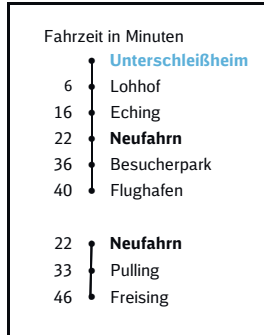 Fahrzeit in Minuten
Unterschleißheim
6 Lohhof
16 Eching
22 Neufahrn
36 Besucherpark
40 Flughafen
22 Neufahrn
33 Pulling
46 Freising